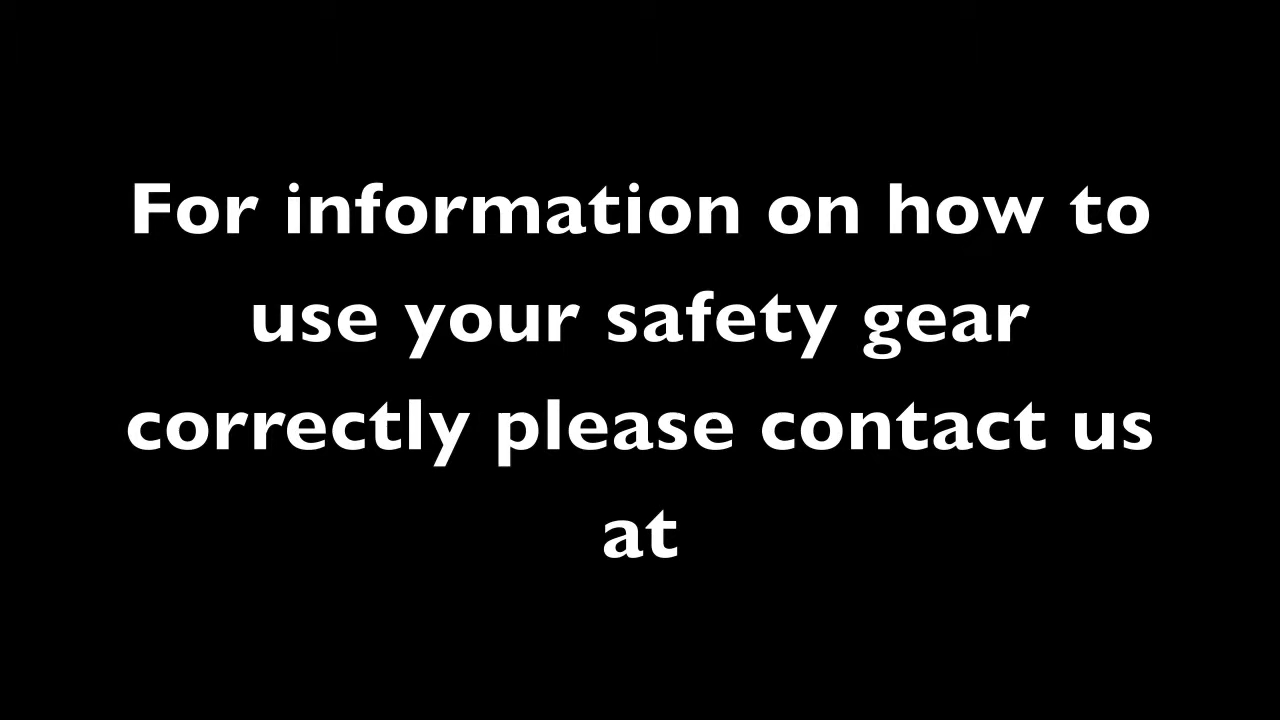 For information on how to
use your safety gear
correctly please contact us
at